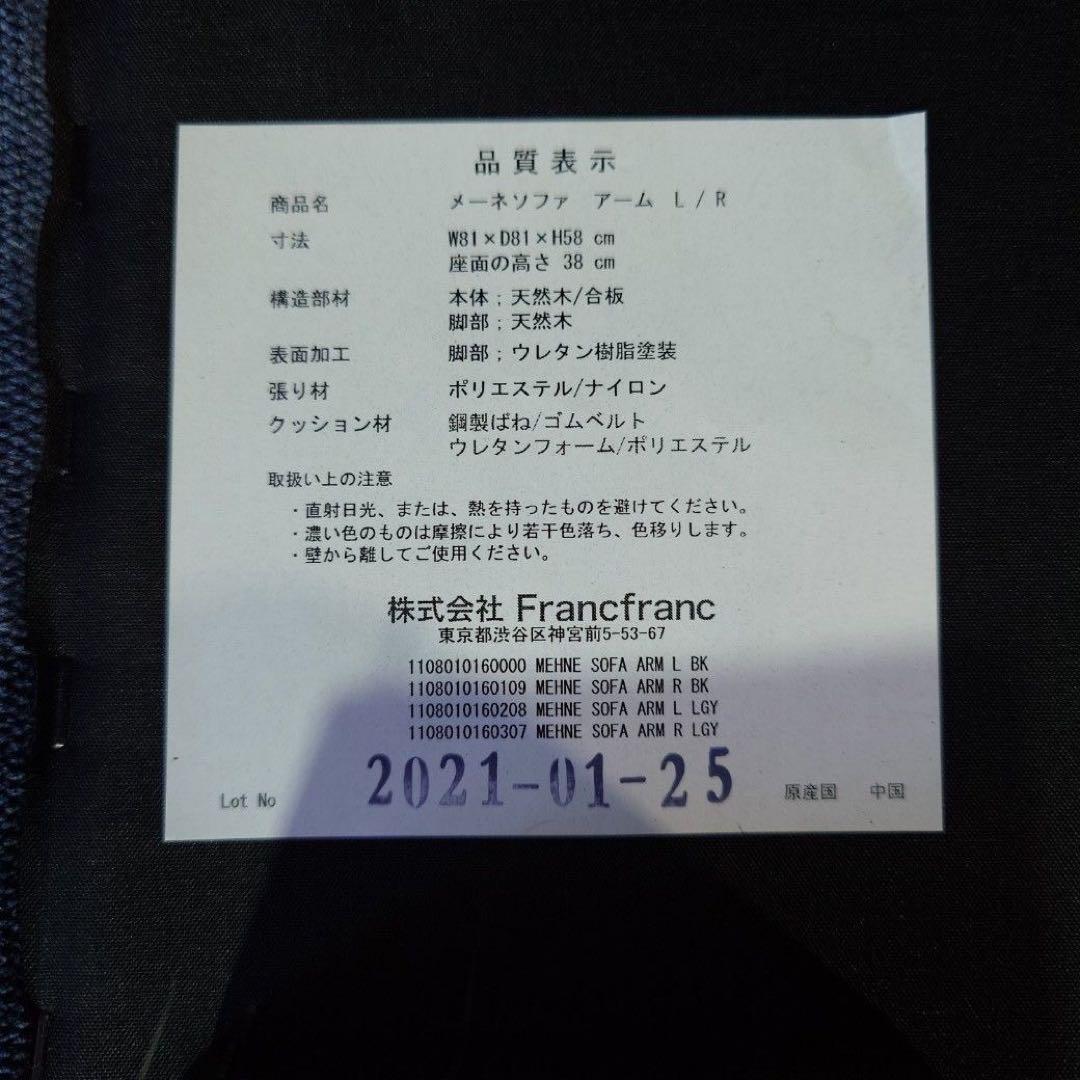 品質表示
商品名 メーネソファ アーム L / R
寸法 W81×D81×H58 cm
座面の高さ 38 cm
構造部材 本体；天然木/合板
脚部；天然木
表面加工 脚部；ウレタン樹脂塗装
張り材 ポリエステル/ナイロン
クッション材 鋼製ばね/ゴムベルト
ウレタンフォーム/ポリエステル
取扱い上の注意
・直射日光、または、熱を持ったものを避けてください。
・濃い色のものは摩擦により若干色落ち、色移りします。
・壁から離してご使用ください。
株式会社 Francfranc
東京都渋谷区神宮前5-53-67
1108010160000 MEHNE SOFA ARM L BK
1108010160109 MEHNE SOFA ARM R BK
1108010160208 MEHNE SOFA ARM L LGY
1108010160307 MEHNE SOFA ARM R LGY
Lot No 2021-01-25 原産国 中国